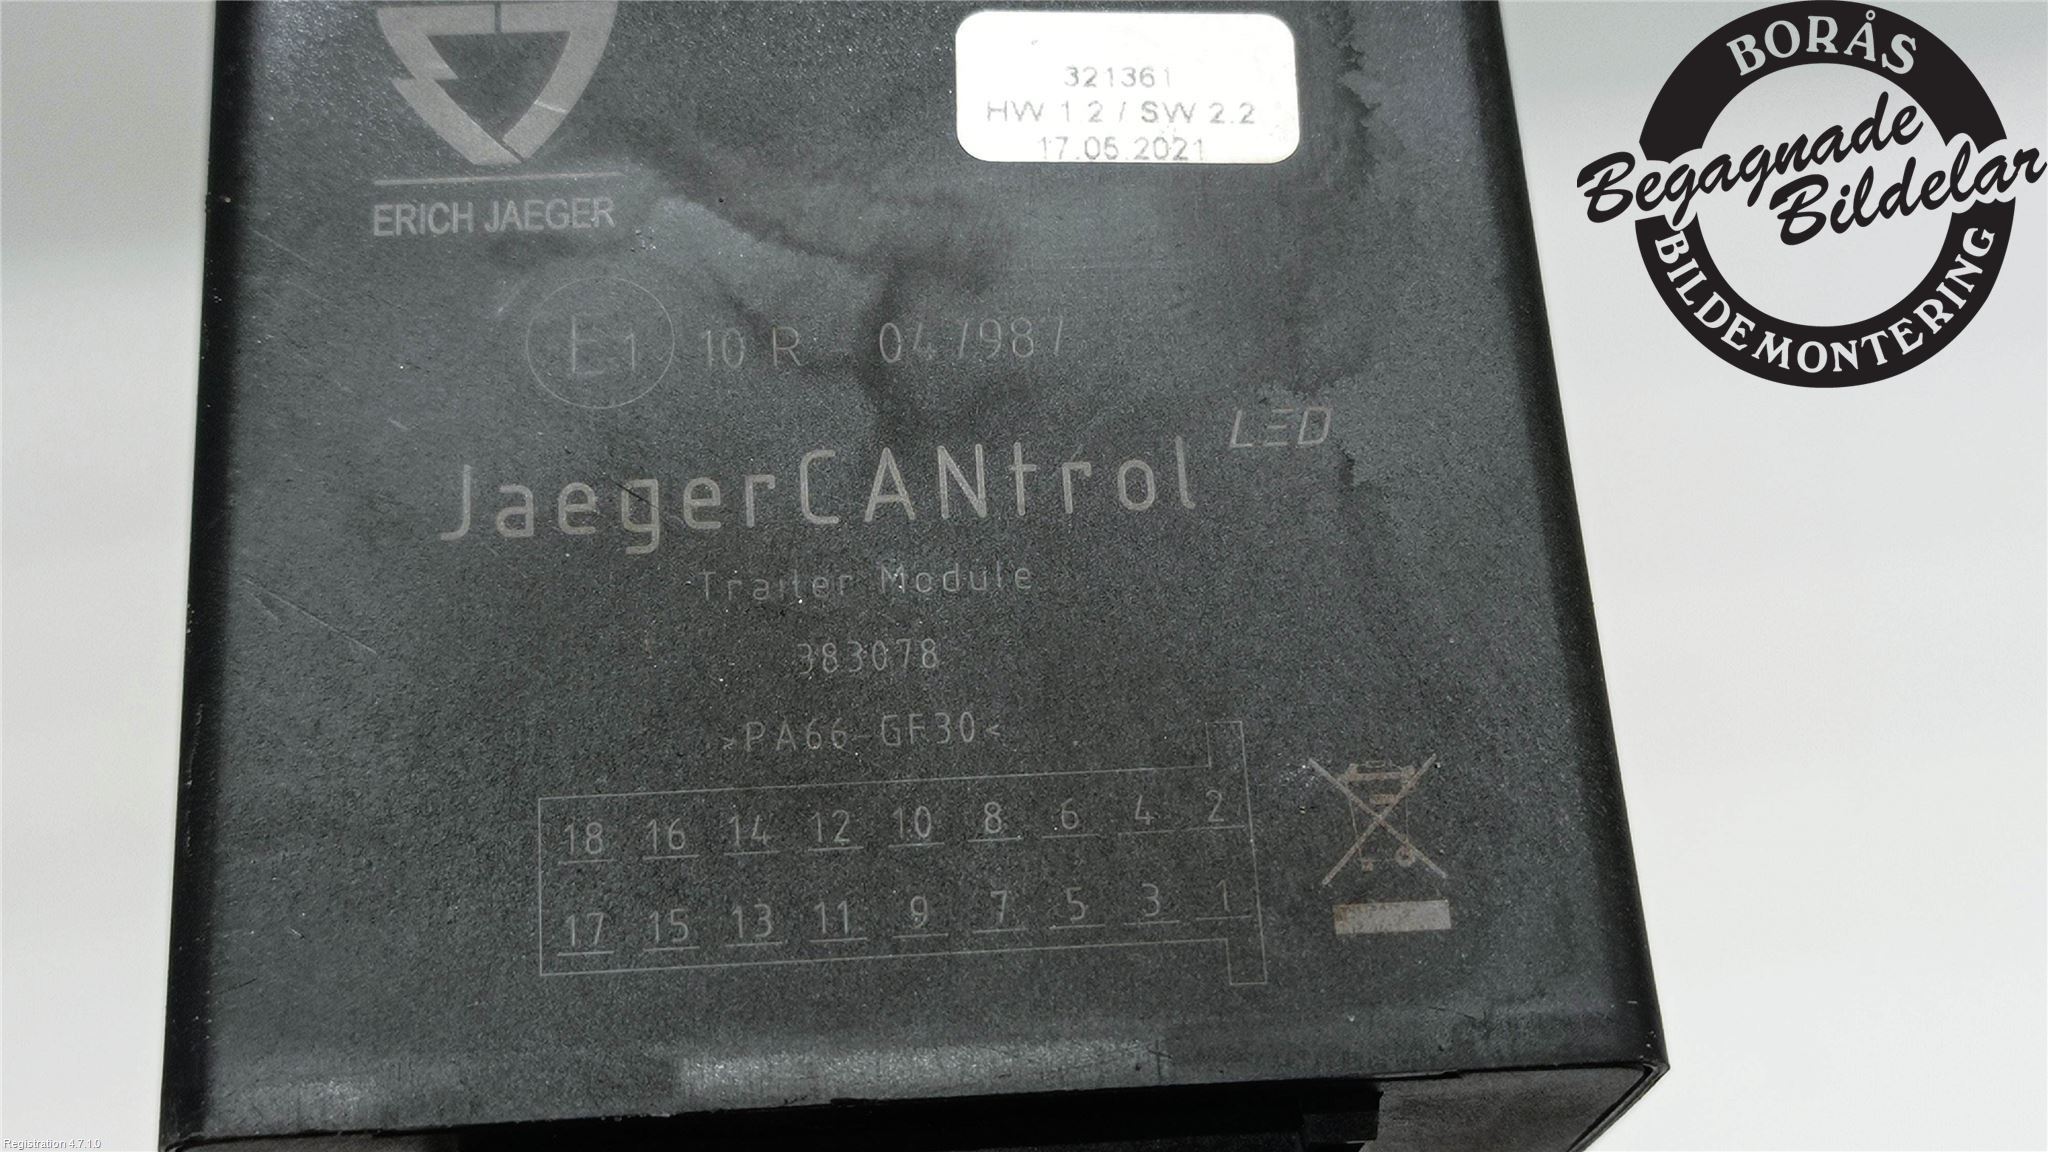 321361
HW 1.2 / SW 2.2
17.05.2021
ERICH JAEGER
E1 10 R - 047987
JaegerCANtrol LED
Trailer Module
383078
>PA66-GF30<
18 16 14 12 10 8 6 4 2
17 15 13 11 9 7 5 3 1
BORÅS
Begagnade
Bildelar
BILDEMONTERING
Registration 4.7.1.0